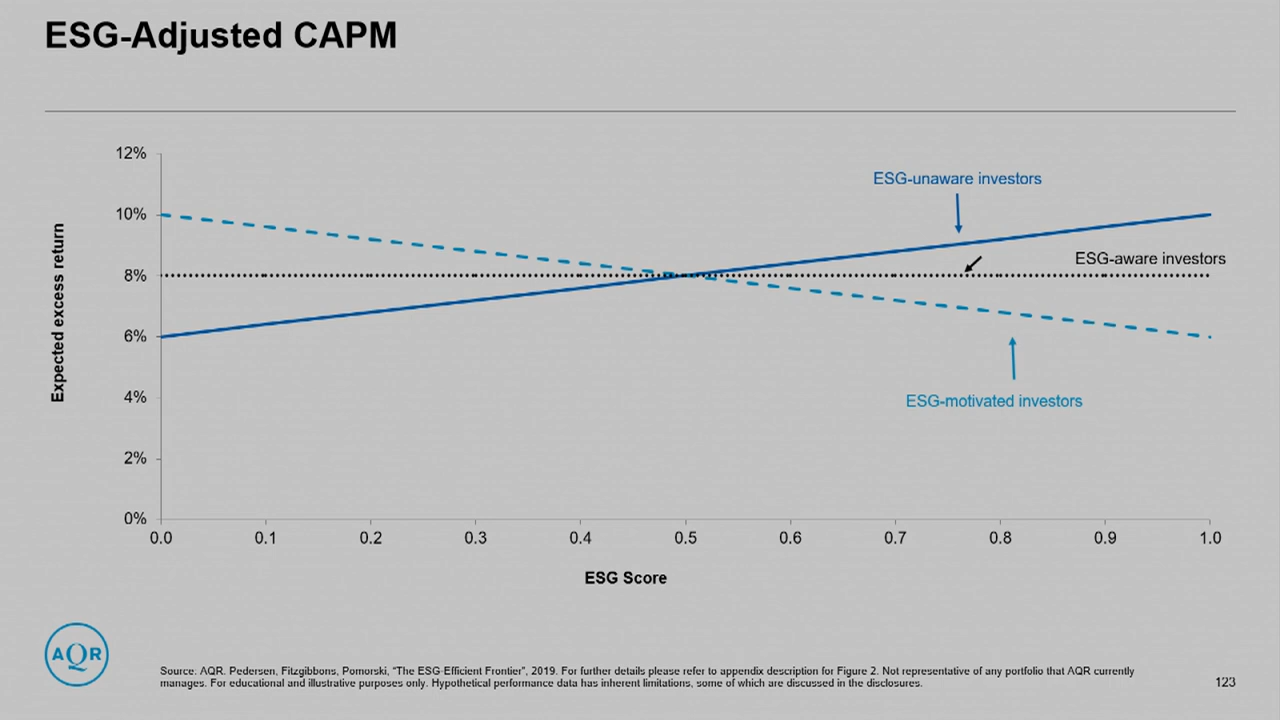 ESG-Adjusted CAPM
12%
10%
8%
6%
4%
2%
0%
Expected excess return
ESG-unaware investors
ESG-aware investors
ESG-motivated investors
0.0 0.1 0.2 0.3 0.4 0.5 0.6 0.7 0.8 0.9 1.0
ESG Score
AQR
Source: AQR. Pedersen, Fitzgibbons, Pomorski, “The ESG-Efficient Frontier”, 2019. For further details please refer to appendix description for Figure 2. Not representative of any portfolio that AQR currently
manages. For educational and illustrative purposes only. Hypothetical performance data has inherent limitations, some of which are discussed in the disclosures.
123